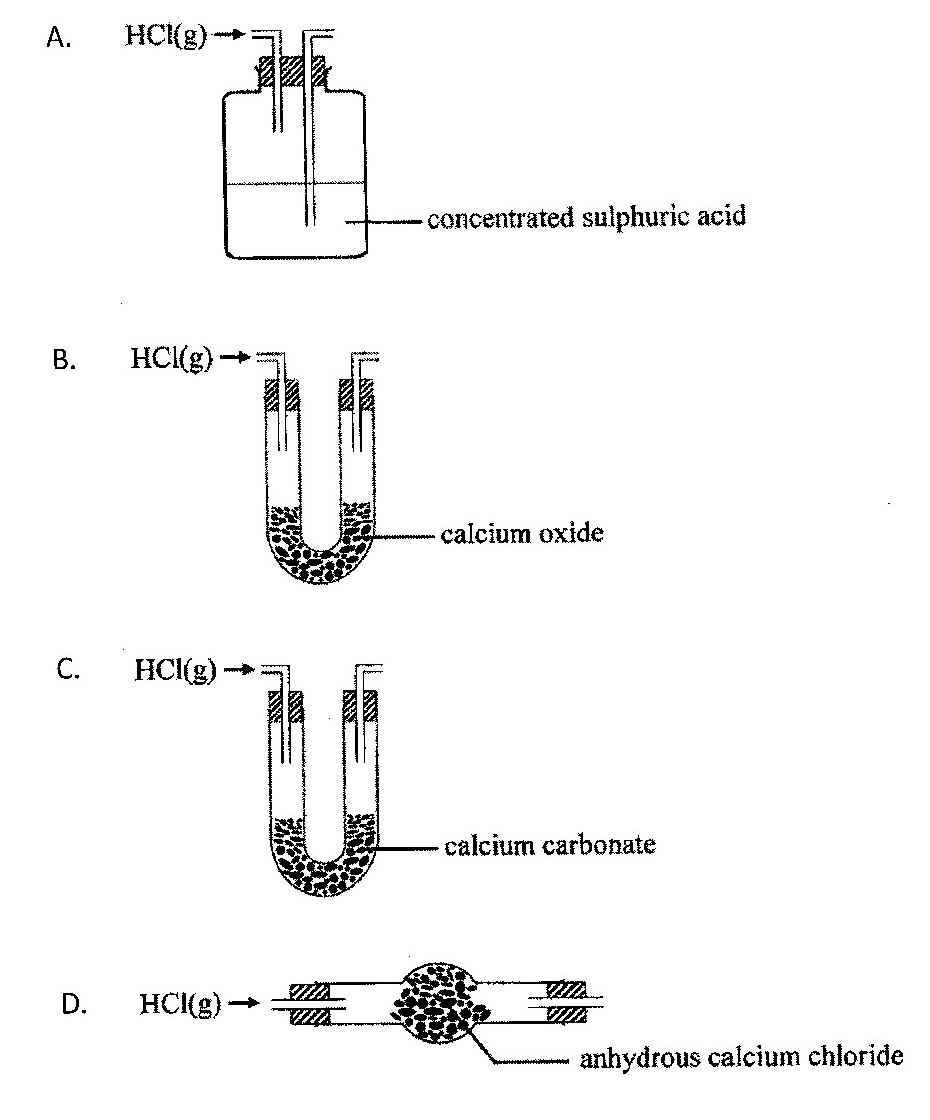 A. HCl(g)
concentrated sulphuric acid
B. HCl(g)
calcium oxide
C. HCl(g)
calcium carbonate
D. HCl(g)
anhydrous calcium chloride